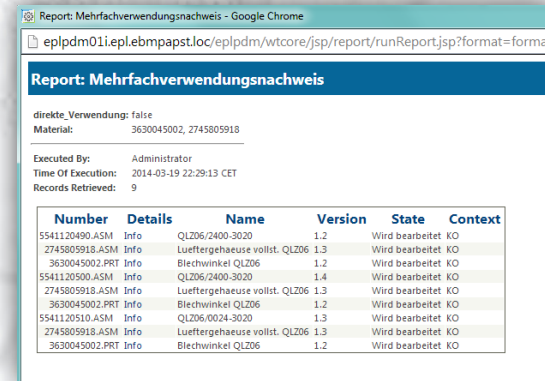 Report: Mehrfachverwendungsnachweis - Google Chrome
eplpdm01i.epl.ebmpapst.loc/eplpdm/wtcore/jsp/report/runReport.jsp?format=forma
Report: Mehrfachverwendungsnachweis
direkte_Verwendung: false
Material: 3630045002, 2745805918
Executed By: Administrator
Time Of Execution: 2014-03-19 22:29:13 CET
Records Retrieved: 9
Number Details Name Version State Context
5541120490.ASM Info QLZ06/2400-3020 1.2 Wird bearbeitet KO
2745805918.ASM Info Lueftergehaeuse vollst. QLZ06 1.3 Wird bearbeitet KO
3630045002.PRT Info Blechwinkel QLZ06 1.2 Wird bearbeitet KO
5541120500.ASM Info QLZ06/2400-3020 1.4 Wird bearbeitet KO
2745805918.ASM Info Lueftergehaeuse vollst. QLZ06 1.3 Wird bearbeitet KO
3630045002.PRT Info Blechwinkel QLZ06 1.2 Wird bearbeitet KO
5541120510.ASM Info QLZ06/0024-3020 1.3 Wird bearbeitet KO
2745805918.ASM Info Lueftergehaeuse vollst. QLZ06 1.3 Wird bearbeitet KO
3630045002.PRT Info Blechwinkel QLZ06 1.2 Wird bearbeitet KO